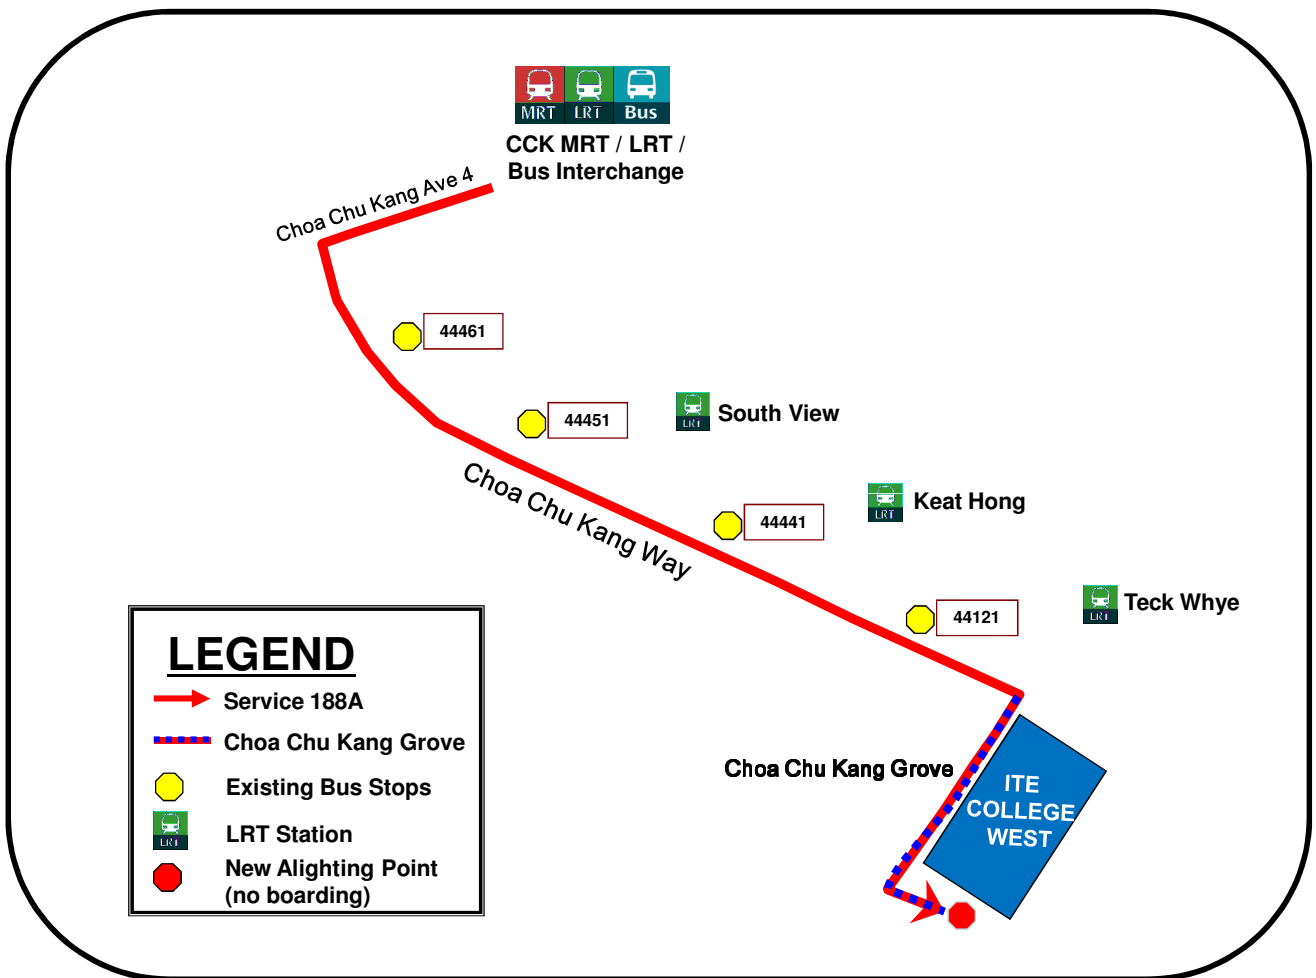 MRT LRT Bus
CCK MRT / LRT /
Bus Interchange
Choa Chu Kang Ave 4
44461
44451
LRT
South View
Choa Chu Kang Way
44441
LRT
Keat Hong
44121
LRT
Teck Whye
LEGEND
Service 188A
Choa Chu Kang Grove
Existing Bus Stops
LRT
LRT Station
New Alighting Point
(no boarding)
Choa Chu Kang Grove
ITE
COLLEGE
WEST